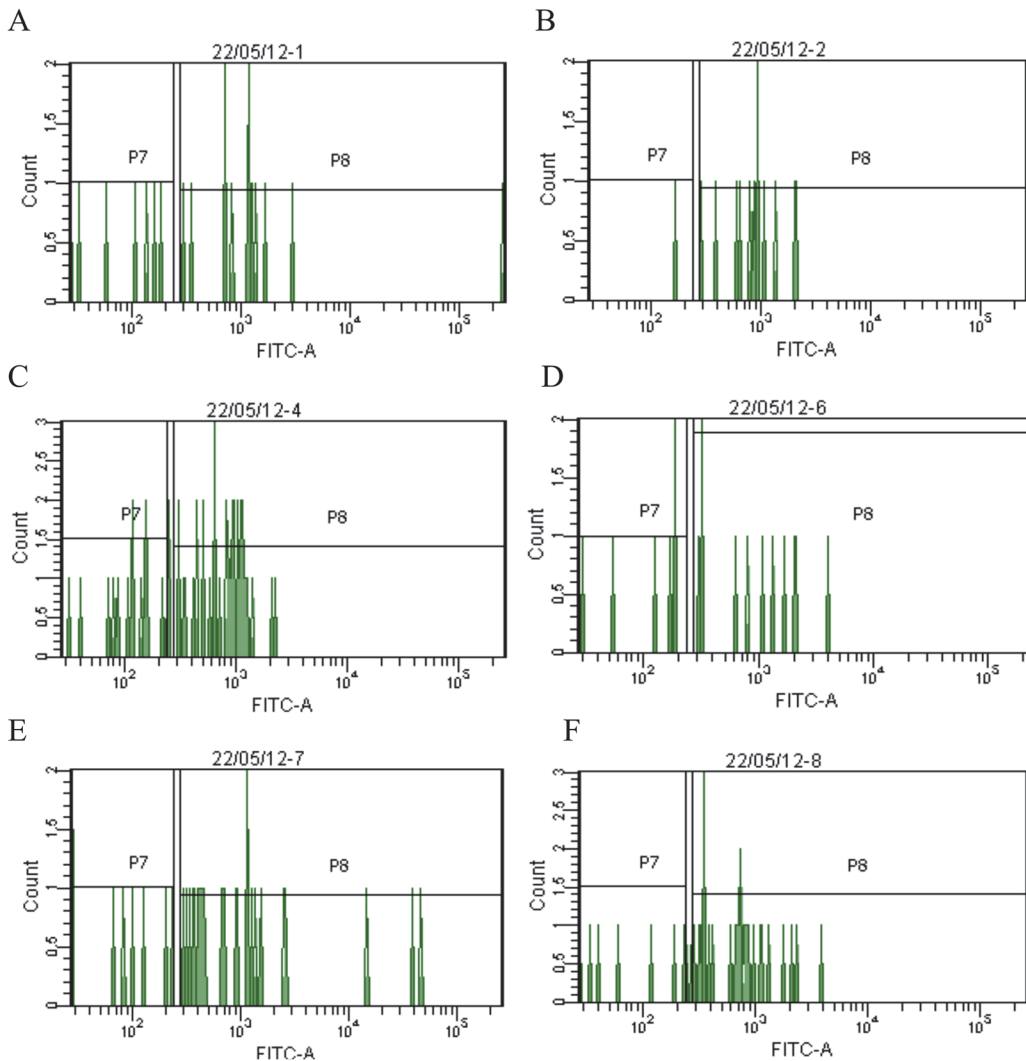 A
22/05/12-1
Count
0 0.5 1 1.5 2
P7 P8
10² 10³ 10⁴ 10⁵
FITC-A
B
22/05/12-2
Count
0 0.5 1 1.5 2
P7 P8
10² 10³ 10⁴ 10⁵
FITC-A
C
22/05/12-4
Count
0 0.5 1 1.5 2 2.5 3
P7 P8
10² 10³ 10⁴ 10⁵
FITC-A
D
22/05/12-6
Count
0 0.5 1 1.5 2
P7 P8
10² 10³ 10⁴ 10⁵
FITC-A
E
22/05/12-7
Count
0 0.5 1 1.5 2
P7 P8
10² 10³ 10⁴ 10⁵
FITC-A
F
22/05/12-8
Count
0 0.5 1 1.5 2 2.5 3
P7 P8
10² 10³ 10⁴ 10⁵
FITC-A